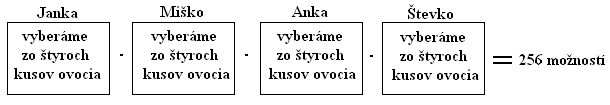 Janka Miško Anka Števko
vyberáme zo štyroch kusov ovocia · vyberáme zo štyroch kusov ovocia · vyberáme zo štyroch kusov ovocia · vyberáme zo štyroch kusov ovocia = 256 možností